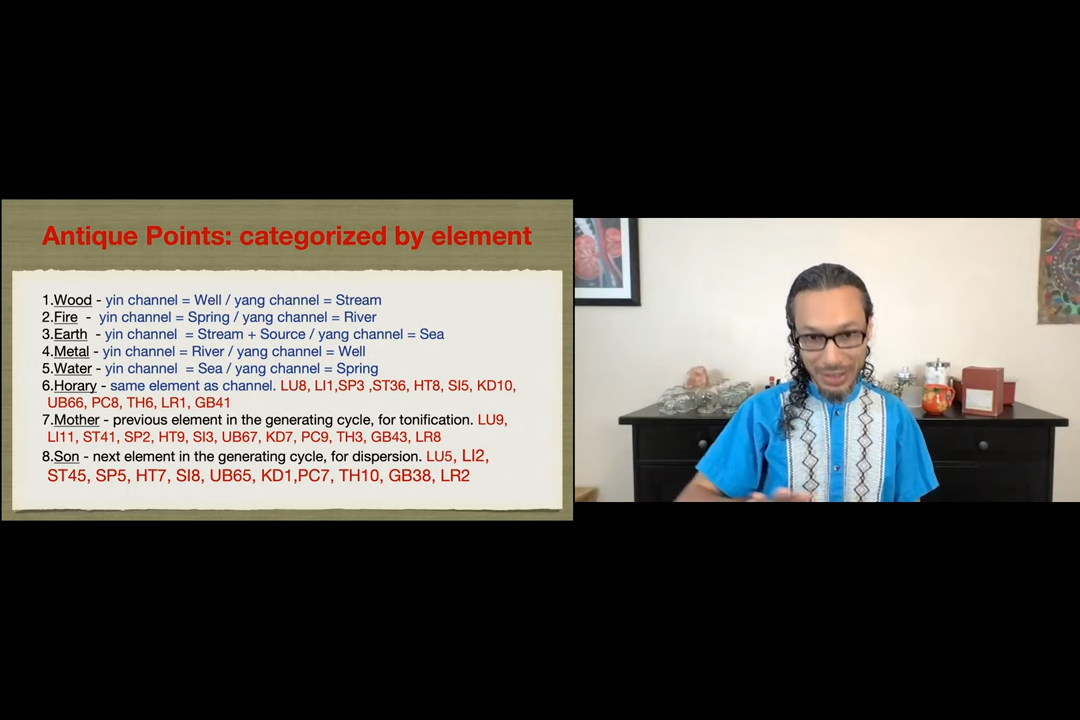 Antique Points: categorized by element
1.Wood - yin channel = Well / yang channel = Stream
2.Fire - yin channel = Spring / yang channel = River
3.Earth - yin channel = Stream + Source / yang channel = Sea
4.Metal - yin channel = River / yang channel = Well
5.Water - yin channel = Sea / yang channel = Spring
6.Horary - same element as channel. LU8, LI1,SP3 ,ST36, HT8, SI5, KD10,
UB66, PC8, TH6, LR1, GB41
7.Mother - previous element in the generating cycle, for tonification. LU9,
LI11, ST41, SP2, HT9, SI3, UB67, KD7, PC9, TH3, GB43, LR8
8.Son - next element in the generating cycle, for dispersion. LU5, LI2,
ST45, SP5, HT7, SI8, UB65, KD1,PC7, TH10, GB38, LR2